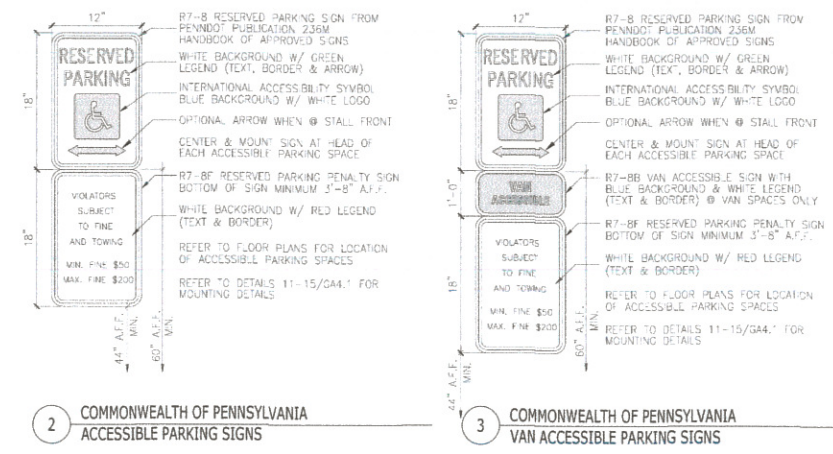 12"
R7-8 RESERVED PARKING SIGN FROM
PENNDOT PUBLICATION 236M
HANDBOOK OF APPROVED SIGNS
WHITE BACKGROUND W/ GREEN
LEGEND (TEXT, BORDER & ARROW)
INTERNATIONAL ACCESSIBILITY SYMBOL
BLUE BACKGROUND W/ WHITE LOGO
OPTIONAL ARROW WHEN @ STALL FRONT
CENTER & MOUNT SIGN AT HEAD OF
EACH ACCESSIBLE PARKING SPACE
R7-8F RESERVED PARKING PENALTY SIGN
BOTTOM OF SIGN MINIMUM 3'-8" A.F.F.
WHITE BACKGROUND W/ RED LEGEND
(TEXT & BORDER)
REFER TO FLOOR PLANS FOR LOCATION
OF ACCESSIBLE PARKING SPACES
REFER TO DETAILS 11-15/GA4.1 FOR
MOUNTING DETAILS
18"
RESERVED
PARKING
18"
VIOLATORS
SUBJECT
TO FINE
AND TOWING
MIN. FINE $50
MAX. FINE $200
44" A.F.F.
MIN.
60" A.F.F.
MIN.
2
COMMONWEALTH OF PENNSYLVANIA
ACCESSIBLE PARKING SIGNS
12"
R7-8 RESERVED PARKING SIGN FROM
PENNDOT PUBLICATION 236M
HANDBOOK OF APPROVED SIGNS
WHITE BACKGROUND W/ GREEN
LEGEND (TEXT, BORDER & ARROW)
INTERNATIONAL ACCESSIBILITY SYMBOL
BLUE BACKGROUND W/ WHITE LOGO
OPTIONAL ARROW WHEN @ STALL FRONT
CENTER & MOUNT SIGN AT HEAD OF
EACH ACCESSIBLE PARKING SPACE
R7-8B VAN ACCESSIBLE SIGN WITH
BLUE BACKGROUND & WHITE LEGEND
(TEXT & BORDER) @ VAN SPACES ONLY
R7-8F RESERVED PARKING PENALTY SIGN
BOTTOM OF SIGN MINIMUM 3'-8" A.F.F.
WHITE BACKGROUND W/ RED LEGEND
(TEXT & BORDER)
REFER TO FLOOR PLANS FOR LOCATION
OF ACCESSIBLE PARKING SPACES
REFER TO DETAILS 11-15/GA4.1 FOR
MOUNTING DETAILS
18"
RESERVED
PARKING
1'-0"
VAN
ACCESSIBLE
18"
VIOLATORS
SUBJECT
TO FINE
AND TOWING
MIN. FINE $50
MAX. FINE $200
44" A.F.F.
MIN.
60" A.F.F.
MIN.
3
COMMONWEALTH OF PENNSYLVANIA
VAN ACCESSIBLE PARKING SIGNS